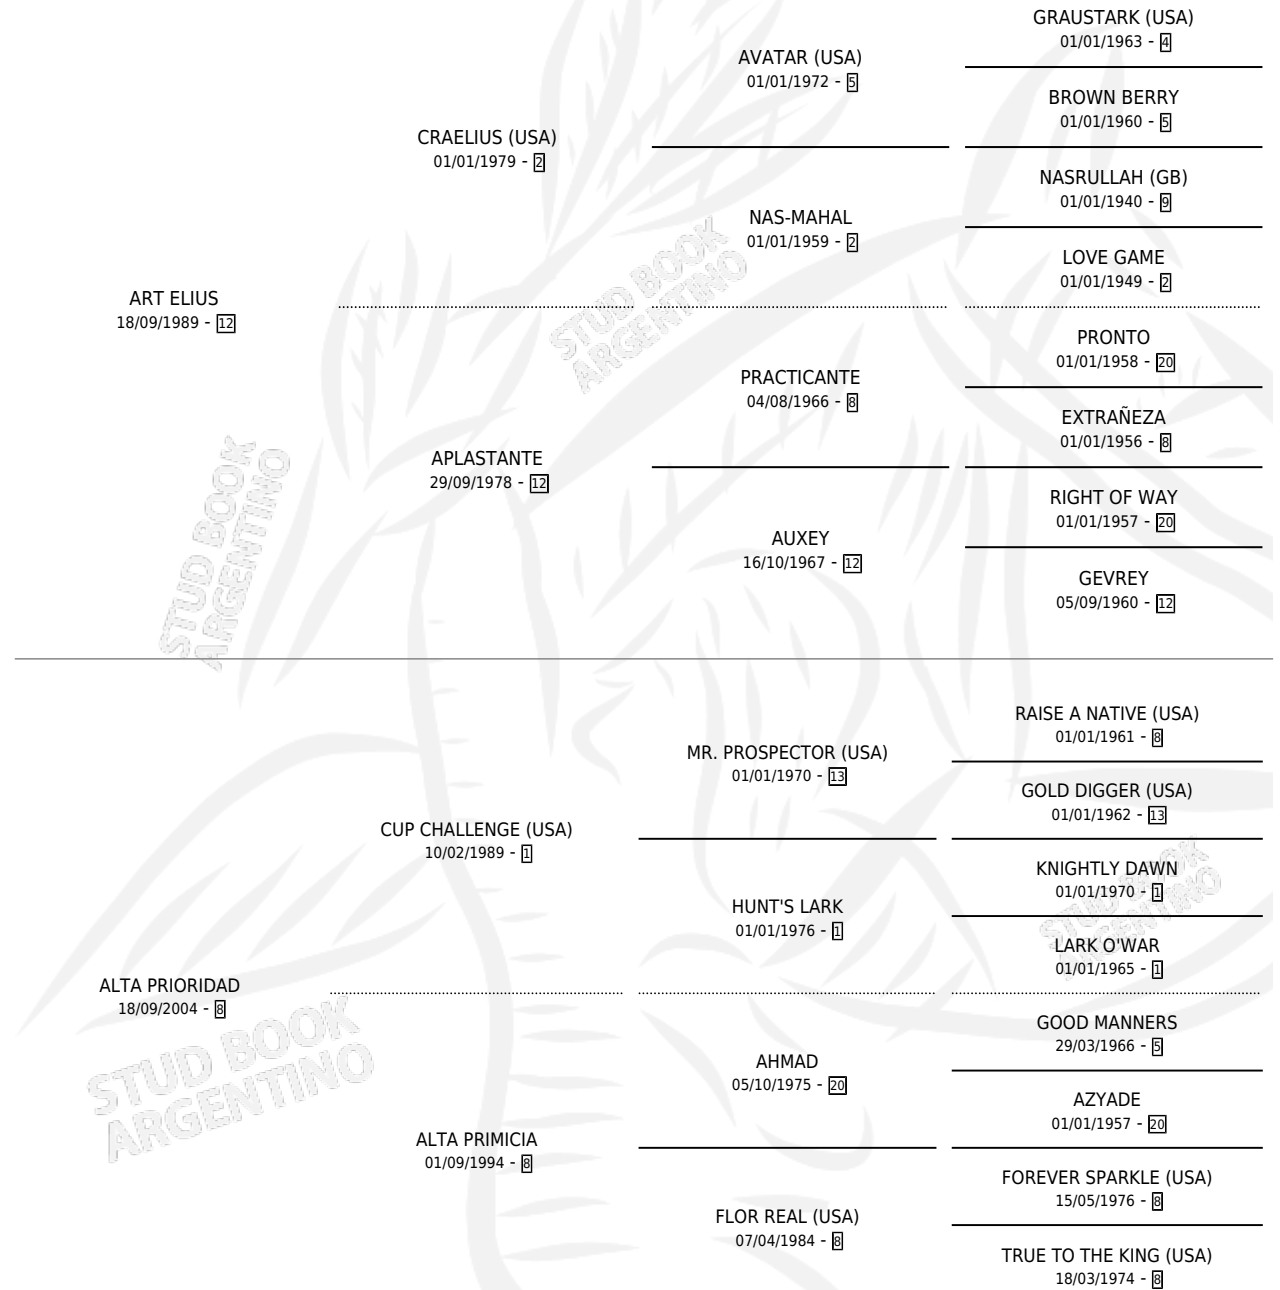 GRAUSTARK (USA)
01/01/1963 - 4
AVATAR (USA)
01/01/1972 - 5
BROWN BERRY
01/01/1960 - 5
CRAELIUS (USA)
01/01/1979 - 2
NASRULLAH (GB)
01/01/1940 - 9
NAS-MAHAL
01/01/1959 - 2
LOVE GAME
01/01/1949 - 2
ART ELIUS
18/09/1989 - 12
PRONTO
01/01/1958 - 20
PRACTICANTE
04/08/1966 - 8
EXTRAÑEZA
01/01/1956 - 8
APLASTANTE
29/09/1978 - 12
RIGHT OF WAY
01/01/1957 - 20
AUXEY
16/10/1967 - 12
GEVREY
05/09/1960 - 12
STUD BOOK
ARGENTINO
STUD BOOK
ARGENTINO
RAISE A NATIVE (USA)
01/01/1961 - 8
MR. PROSPECTOR (USA)
01/01/1970 - 13
GOLD DIGGER (USA)
01/01/1962 - 13
CUP CHALLENGE (USA)
10/02/1989 - 1
KNIGHTLY DAWN
01/01/1970 - 1
HUNT'S LARK
01/01/1976 - 1
LARK O'WAR
01/01/1965 - 1
STUD BOOK
ARGENTINO
ALTA PRIORIDAD
18/09/2004 - 8
GOOD MANNERS
29/03/1966 - 5
AHMAD
05/10/1975 - 20
AZYADE
01/01/1957 - 20
ALTA PRIMICIA
01/09/1994 - 8
FOREVER SPARKLE (USA)
15/05/1976 - 8
FLOR REAL (USA)
07/04/1984 - 8
TRUE TO THE KING (USA)
18/03/1974 - 8
STUD BOOK
ARGENTINO